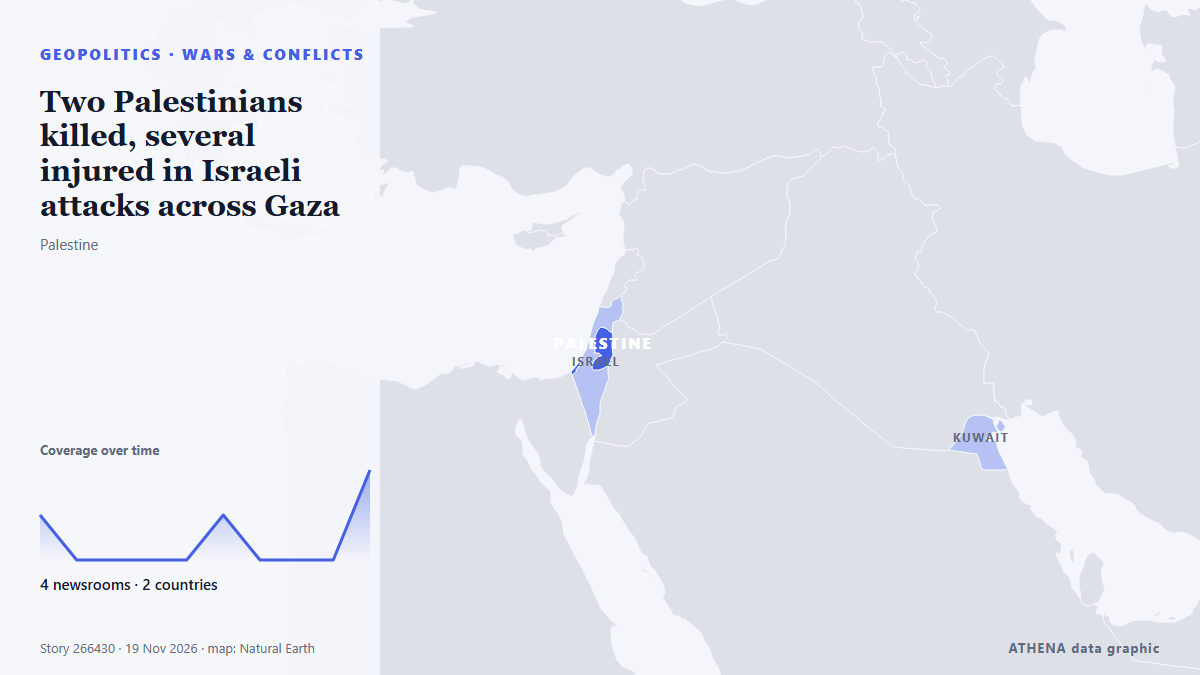 GEOPOLITICS · WARS & CONFLICTS
Two Palestinians
killed, several
injured in Israeli
attacks across Gaza
Palestine
PALESTINE
ISRAEL
KUWAIT
Coverage over time
4 newsrooms · 2 countries
Story 266430 · 19 Nov 2026 · map: Natural Earth
ATHENA data graphic